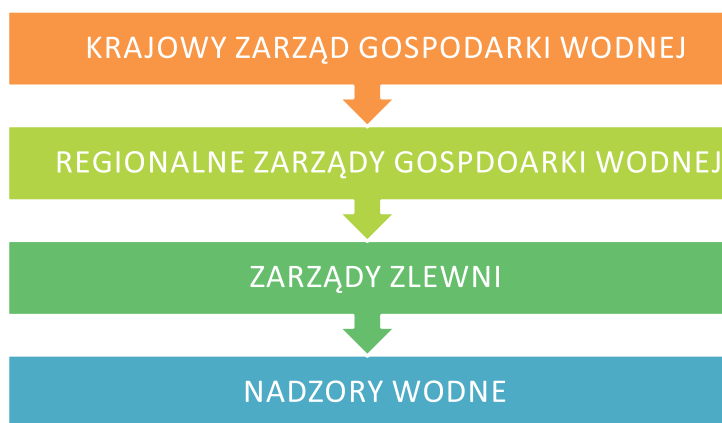 KRAJOWY ZARZĄD GOSPODARKI WODNEJ
REGIONALNE ZARZĄDY GOSPDOARKI WODNEJ
ZARZĄDY ZLEWNI
NADZORY WODNE